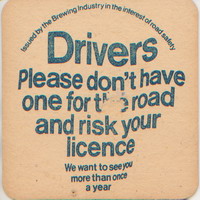 Issued by the Brewing Industry in the interest of road safety
Drivers
Please don't have
one for the road
and risk your
licence
We want to see you
more than once
a year